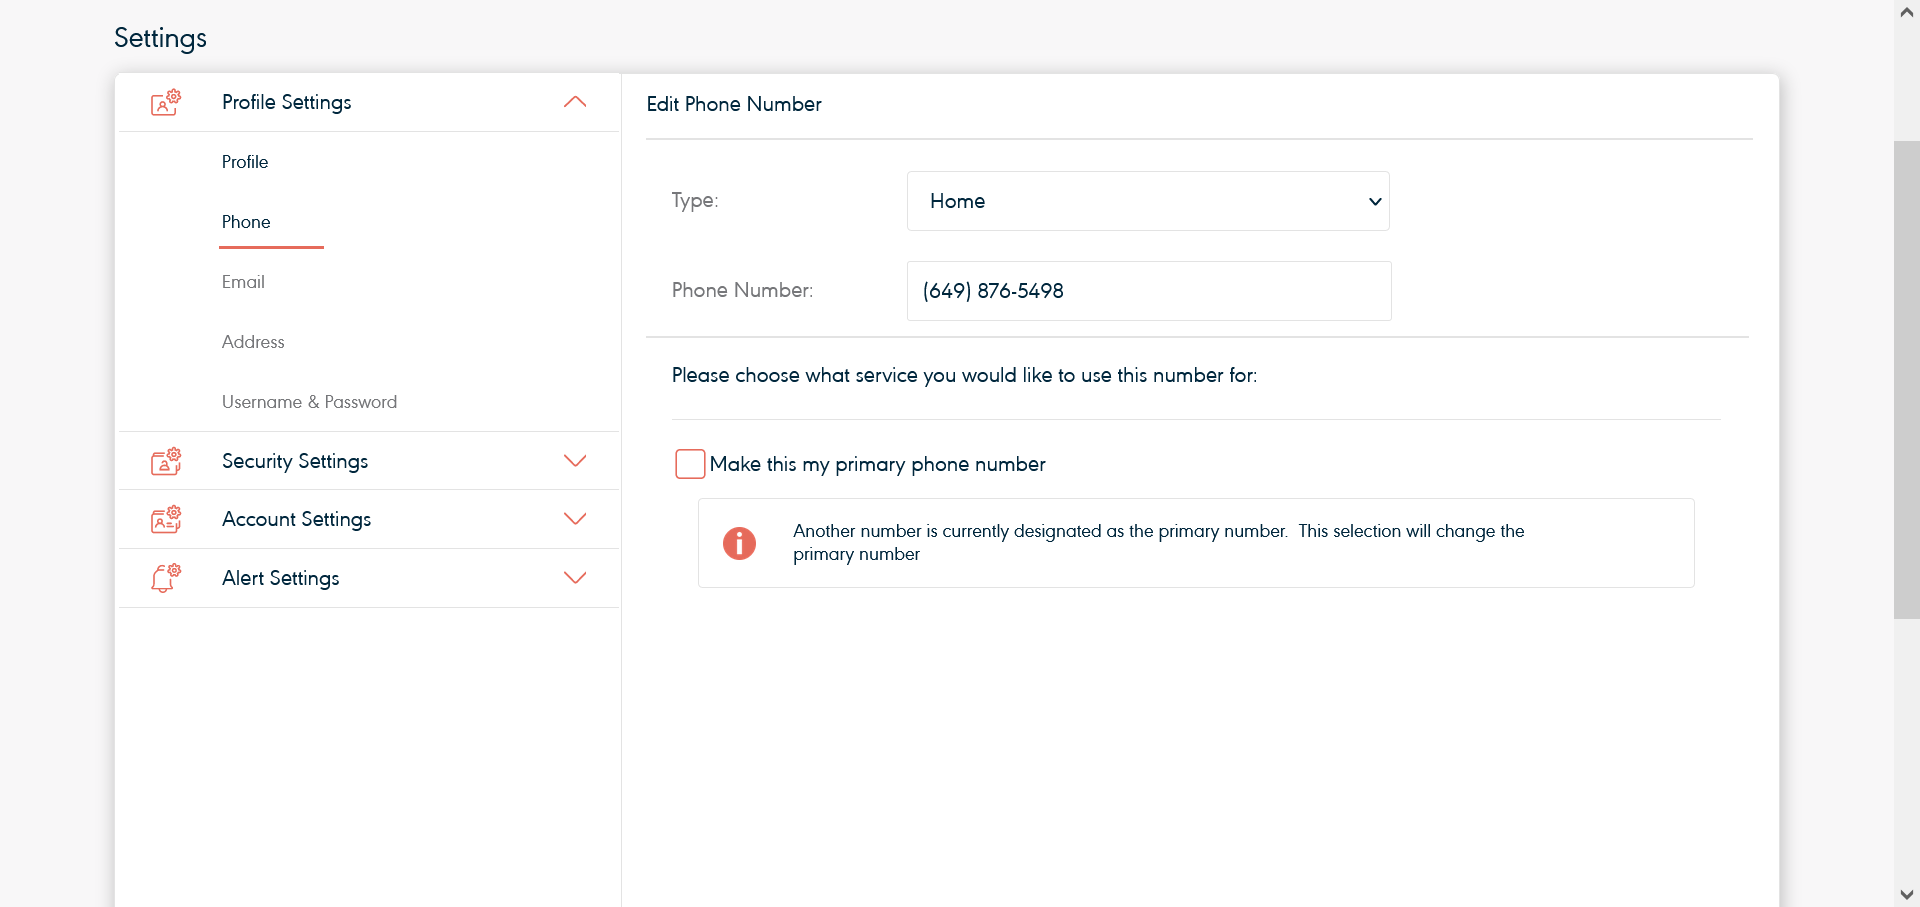 Settings
Profile Settings
Profile
Phone
Email
Address
Username & Password
Security Settings
Account Settings
Alert Settings
Edit Phone Number
Type:
Home
Phone Number:
(649) 876-5498
Please choose what service you would like to use this number for:
Make this my primary phone number
Another number is currently designated as the primary number.  This selection will change the
primary number